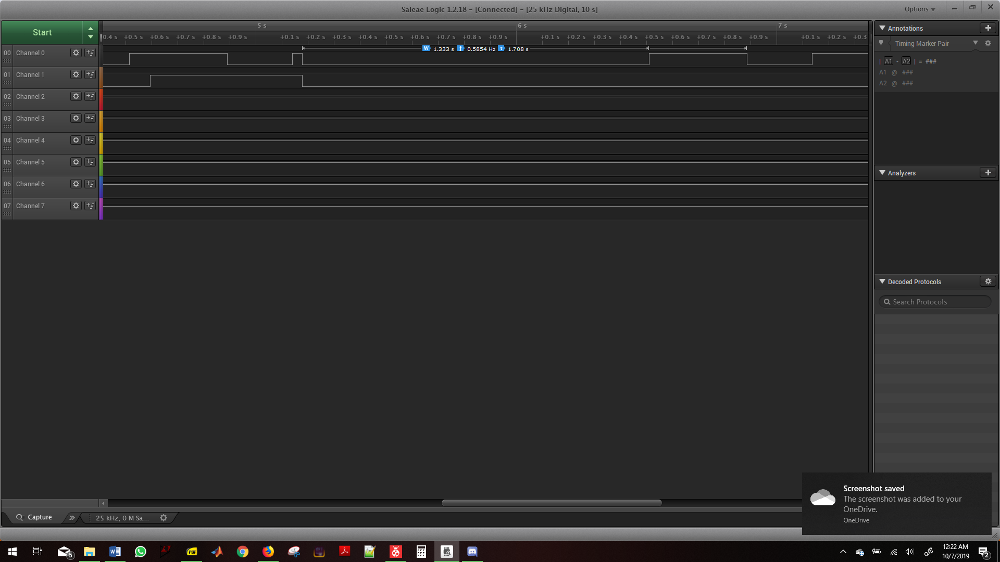 Saleae Logic 1.2.18 - [Connected] - [25 kHz Digital, 10 s]
Options
Start
5 s 6 s 7 s
0.4 s +0.5 s +0.6 s +0.7 s +0.8 s +0.9 s +0.1 s +0.2 s +0.3 s +0.4 s +0.5 s +0.6 s +0.7 s +0.8 s +0.9 s +0.1 s +0.2 s +0.3 s +0.4 s +0.5 s +0.6 s +0.7 s +0.8 s +0.9 s +0.1 s +0.2 s +0.3
W 1.333 s f 0.5854 Hz τ 1.708 s
00 Channel 0
01 Channel 1
02 Channel 2
03 Channel 3
04 Channel 4
05 Channel 5
06 Channel 6
07 Channel 7
Annotations
Timing Marker Pair
| A1 - A2 | = ###
A1 @ ###
A2 @ ###
Analyzers
Decoded Protocols
Search Protocols
Capture
25 kHz, 0 M Sa...
Screenshot saved
The screenshot was added to your
OneDrive.
OneDrive
5
PDF
12:22 AM
10/7/2019
2